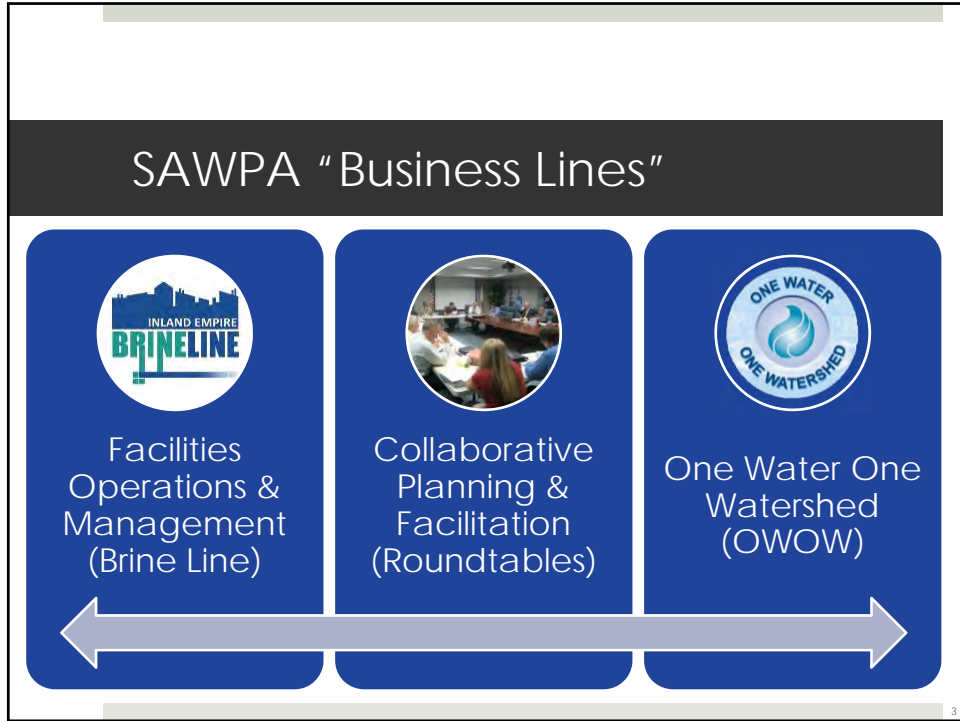 SAWPA “Business Lines”
INLAND EMPIRE
BRINELINE
Facilities
Operations &
Management
(Brine Line)
Collaborative
Planning &
Facilitation
(Roundtables)
ONE WATER
ONE WATERSHED
One Water One
Watershed
(OWOW)
3